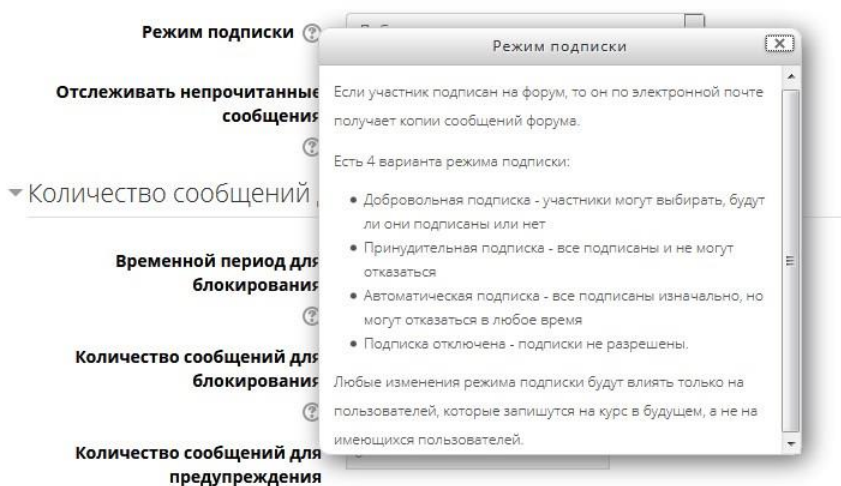 Режим подписки
Режим подписки
Если участник подписан на форум, то он по электронной почте
получает копии сообщений форума.
Есть 4 варианта режима подписки:
Добровольная подписка - участники могут выбирать, будут
ли они подписаны или нет
Принудительная подписка - все подписаны и не могут
отказаться
Автоматическая подписка - все подписаны изначально, но
могут отказаться в любое время
Подписка отключена - подписки не разрешены.
Любые изменения режима подписки будут влиять только на
пользователей, которые запишутся на курс в будущем, а не на
имеющихся пользователей.
Отслеживать непрочитанные
сообщения
Количество сообщений
Временной период для
блокирования
Количество сообщений для
блокирования
Количество сообщений для
предупреждения